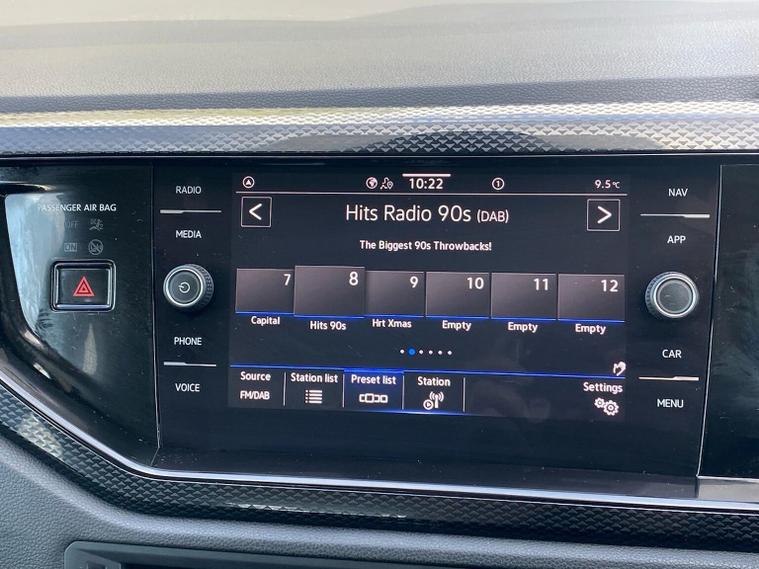 PASSENGER AIR BAG
OFF
ON
RADIO
MEDIA
PHONE
VOICE
10:22
1
9.5°C
Hits Radio 90s (DAB)
The Biggest 90s Throwbacks!
7 8 9 10 11 12
Capital Hits 90s Hrt Xmas Empty Empty Empty
Source Station list Preset list Station Settings
FM/DAB
NAV
APP
CAR
MENU